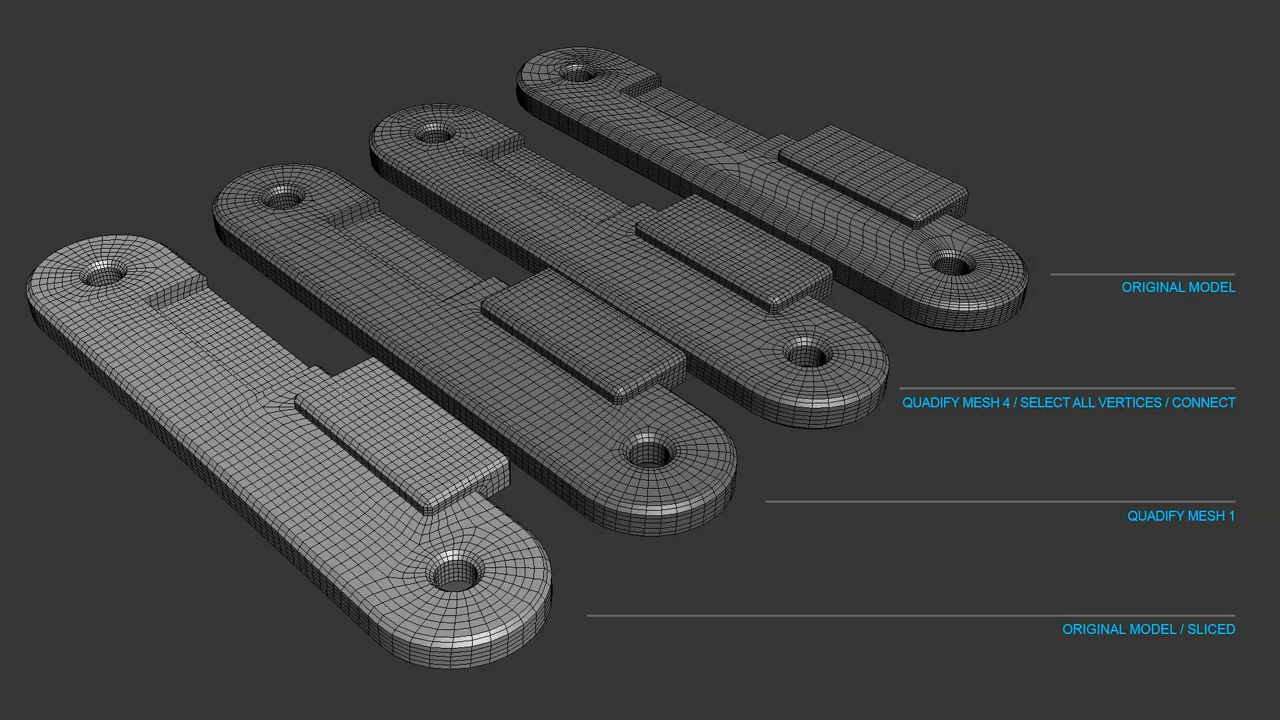 ORIGINAL MODEL
QUADIFY MESH 4 / SELECT ALL VERTICES / CONNECT
QUADIFY MESH 1
ORIGINAL MODEL / SLICED